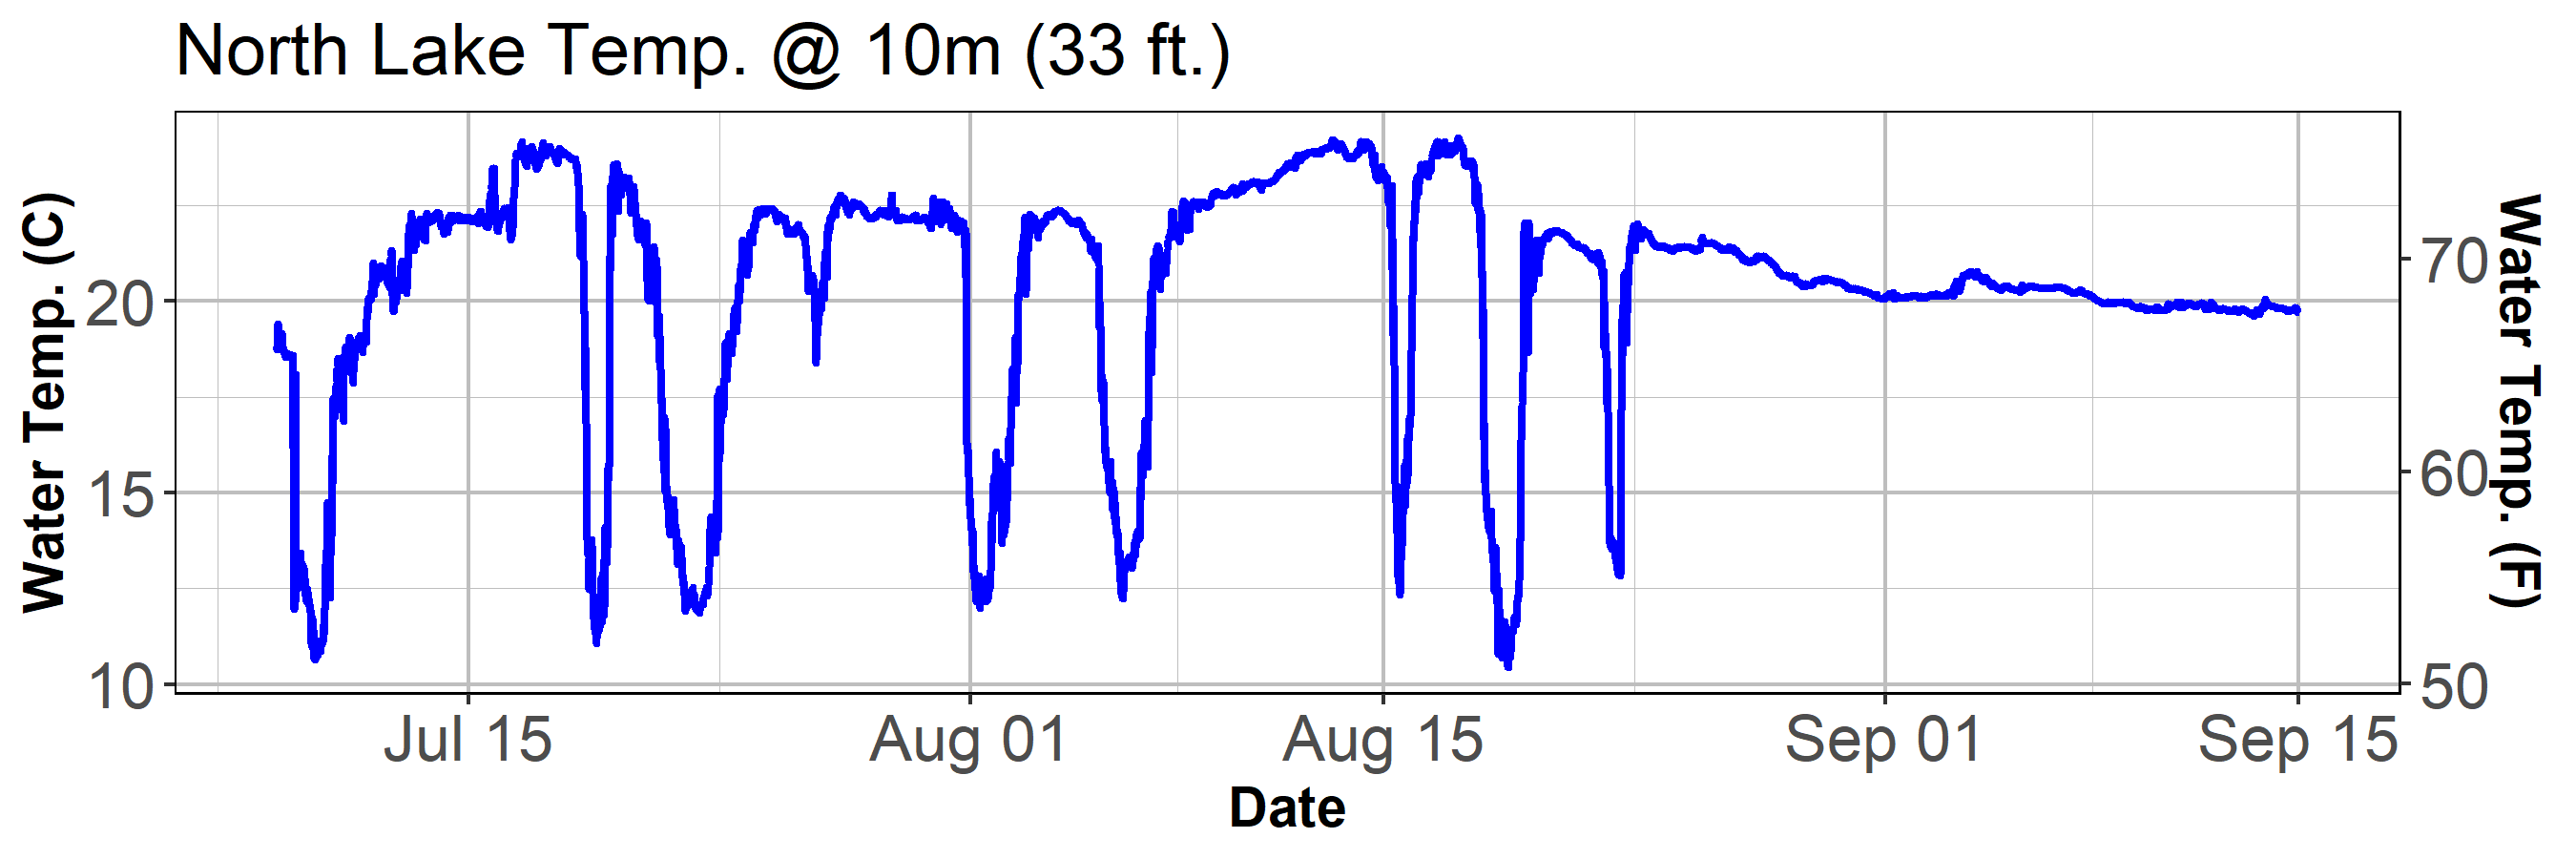 North Lake Temp. @ 10m (33 ft.)
Water Temp. (C)
20
15
10
70
60
50
Water Temp. (F)
Jul 15
Aug 01
Aug 15
Sep 01
Sep 15
Date